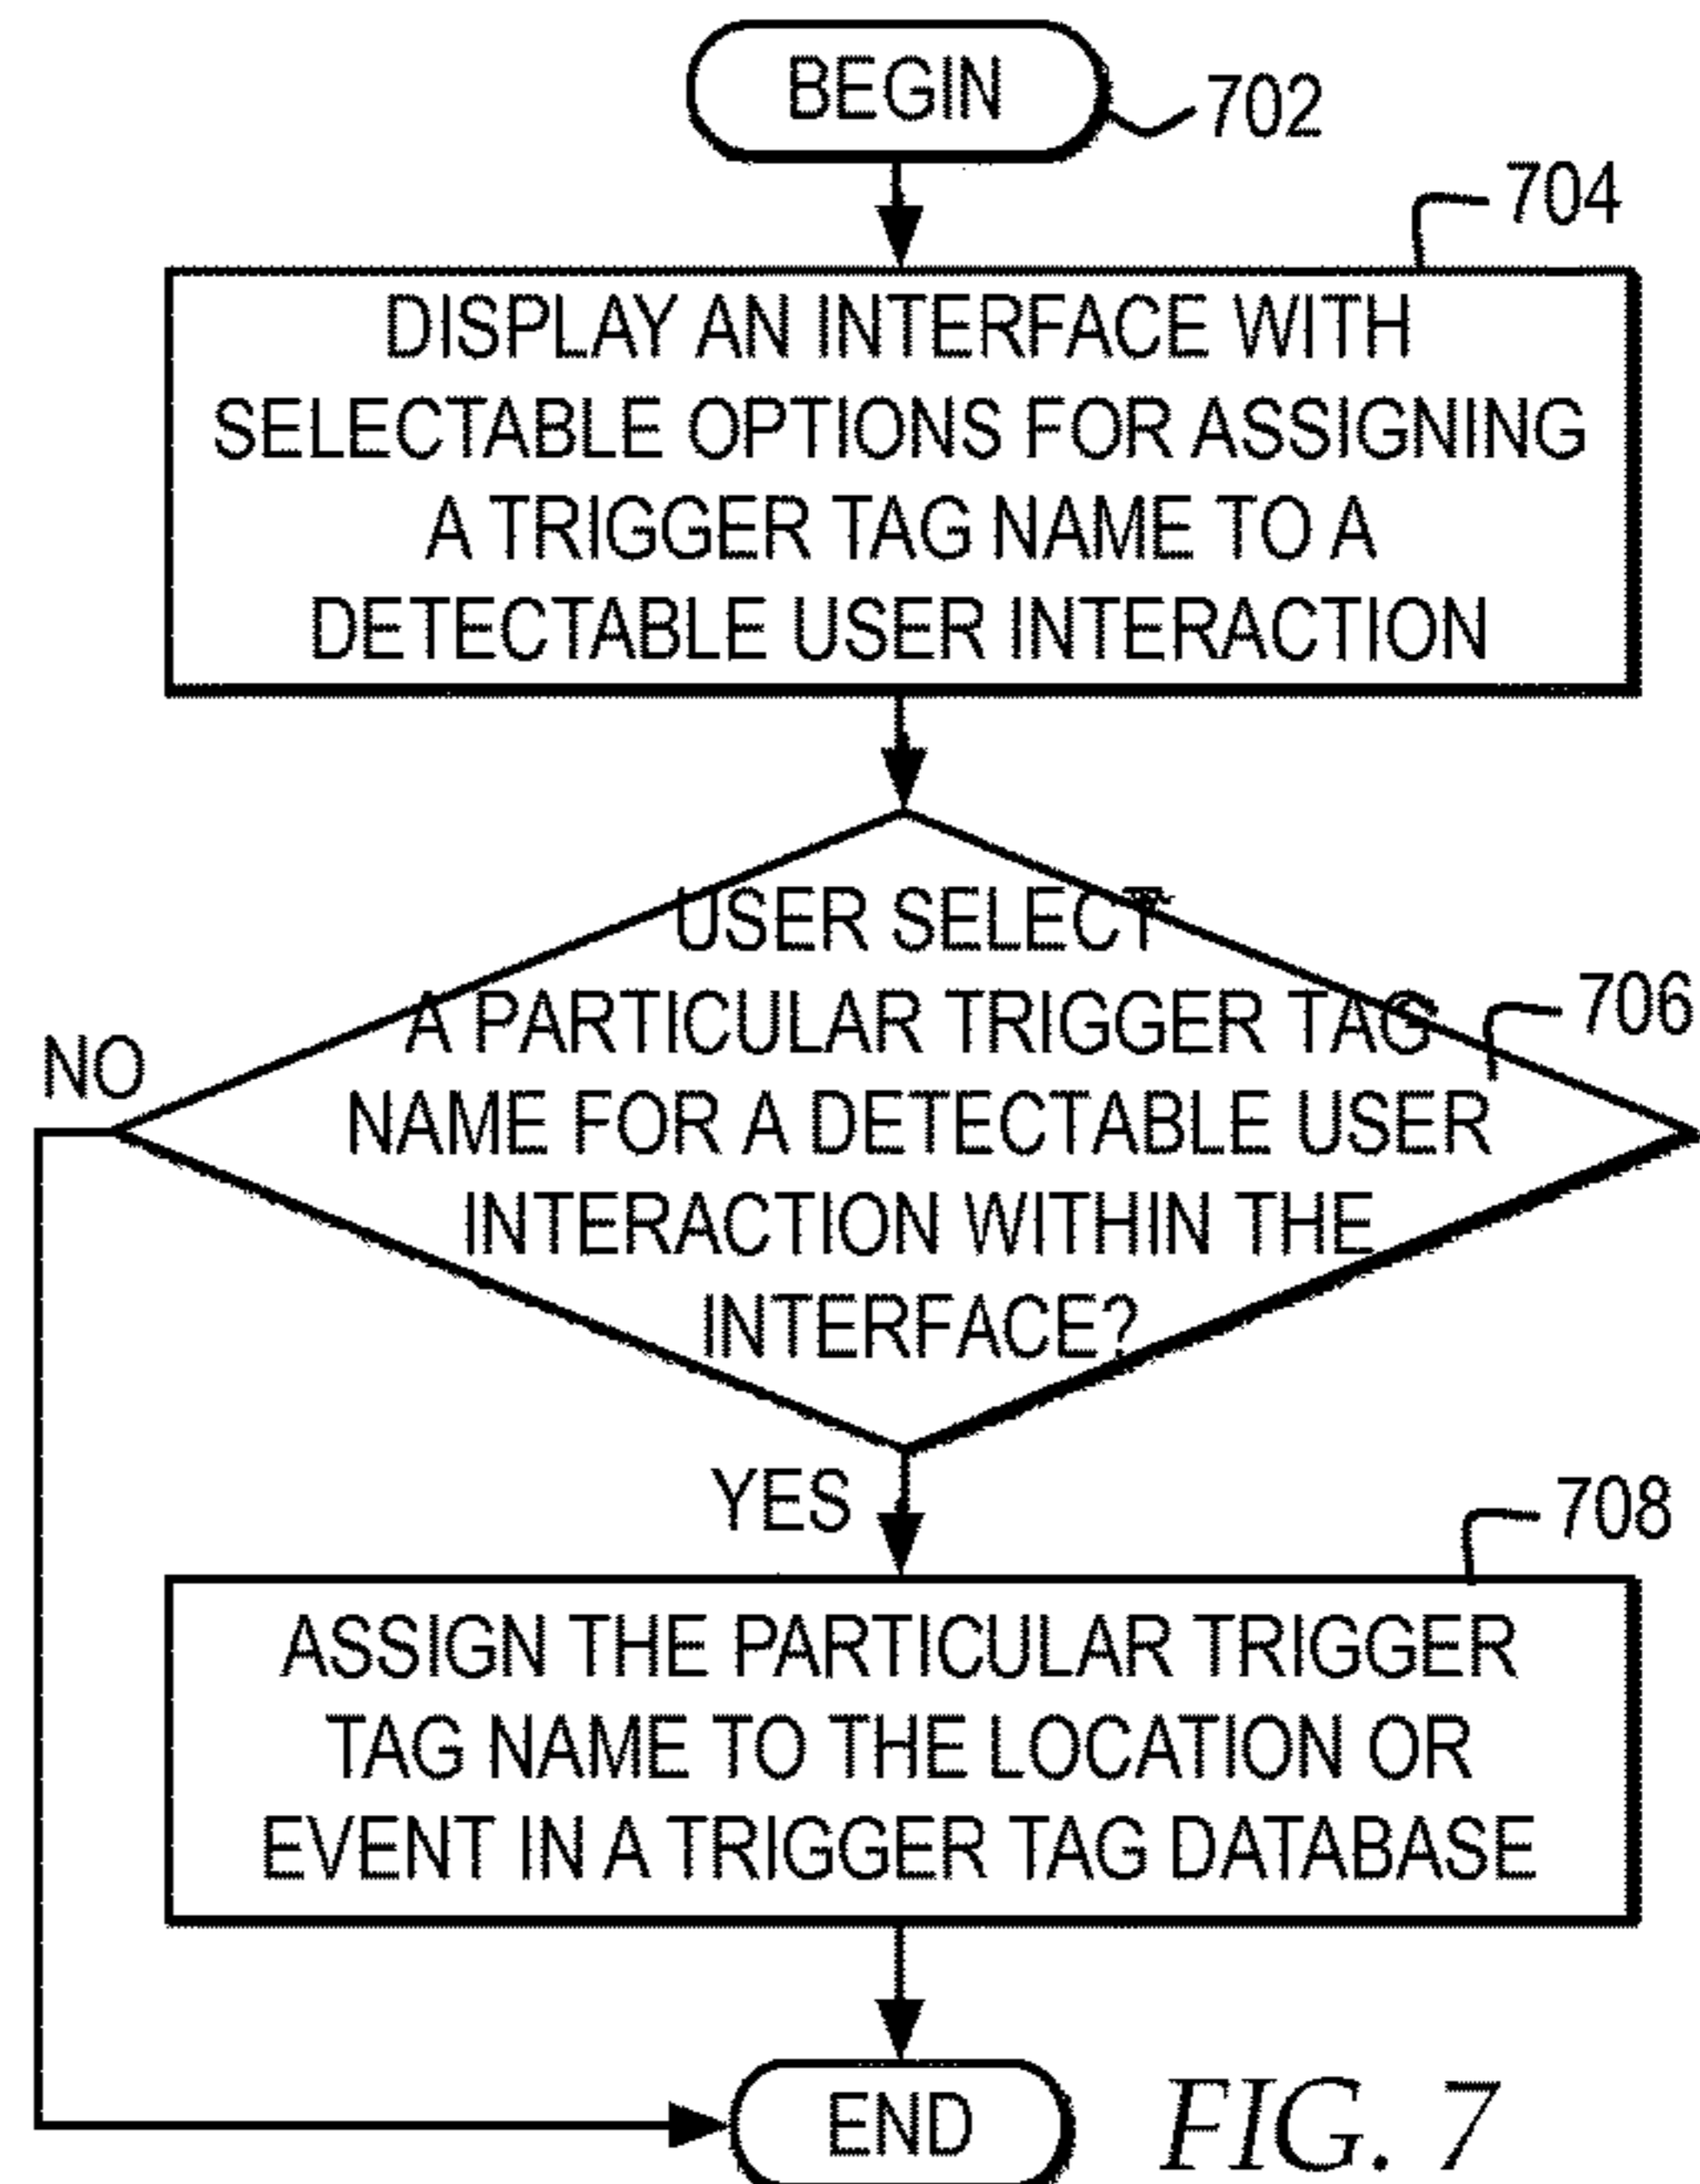 BEGIN
702
704
DISPLAY AN INTERFACE WITH
SELECTABLE OPTIONS FOR ASSIGNING
A TRIGGER TAG NAME TO A
DETECTABLE USER INTERACTION
USER SELECT
A PARTICULAR TRIGGER TAG
NAME FOR A DETECTABLE USER
INTERACTION WITHIN THE
INTERFACE?
706
NO
YES
708
ASSIGN THE PARTICULAR TRIGGER
TAG NAME TO THE LOCATION OR
EVENT IN A TRIGGER TAG DATABASE
END
FIG. 7